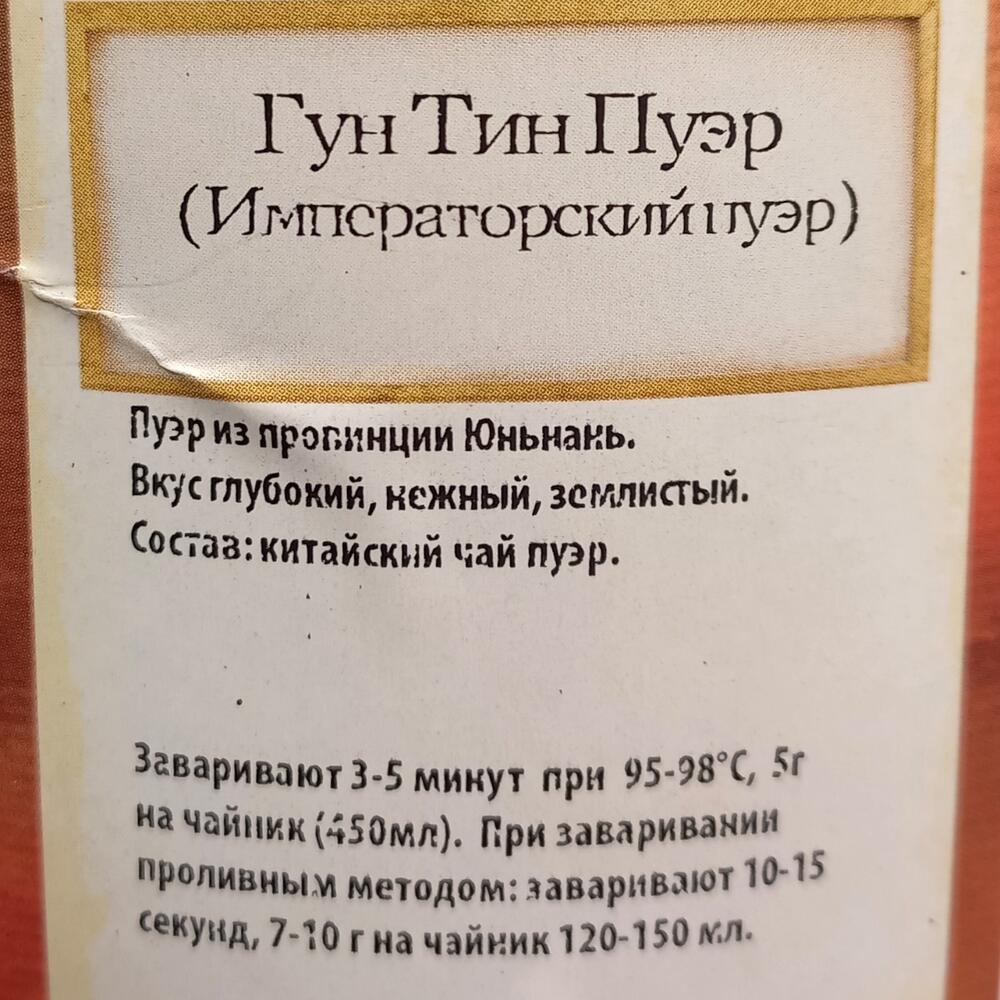 Гун Тин Пуэр
(Императорский пуэр)
Пуэр из провинции Юньнань.
Вкус глубокий, нежный, землистый.
Состав: китайский чай пуэр.
Заваривают 3-5 минут при 95-98°C, 5г
на чайник (450мл). При заваривании
проливным методом: заваривают 10-15
секунд, 7-10 г на чайник 120-150 мл.